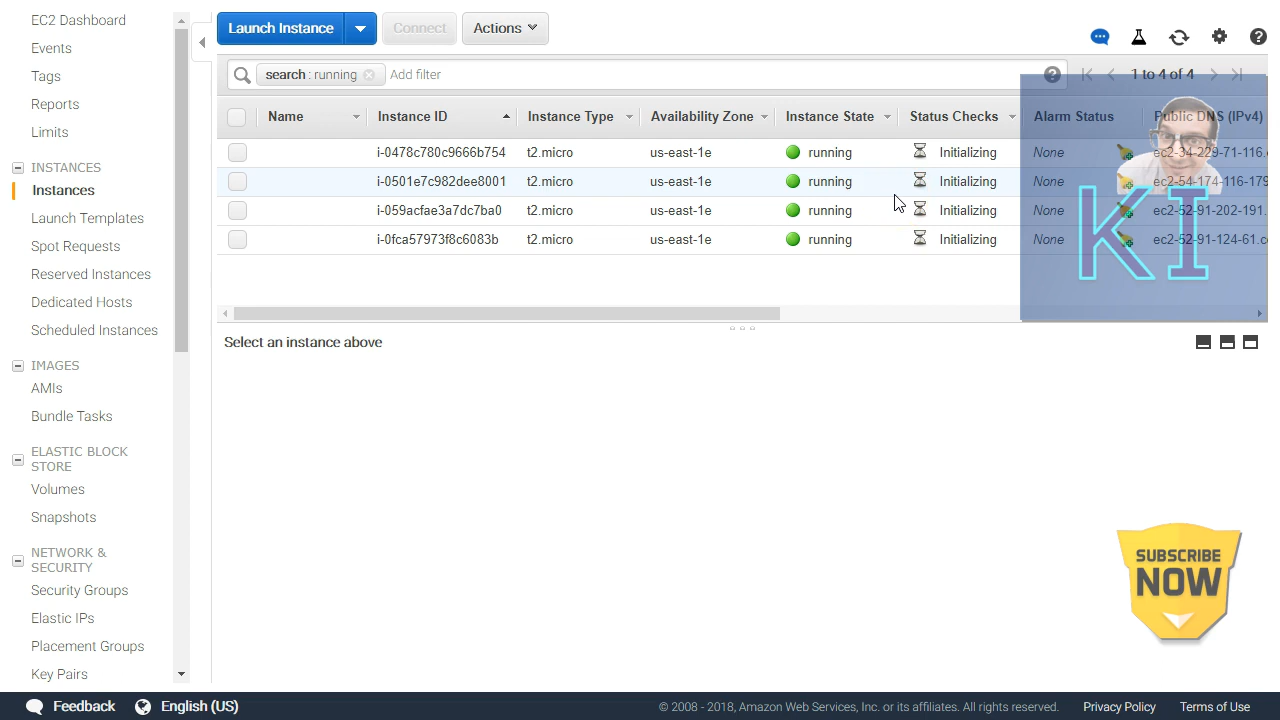 EC2 Dashboard
Events
Tags
Reports
Limits
INSTANCES
Instances
Launch Templates
Spot Requests
Reserved Instances
Dedicated Hosts
Scheduled Instances
IMAGES
AMIs
Bundle Tasks
ELASTIC BLOCK
STORE
Volumes
Snapshots
NETWORK &
SECURITY
Security Groups
Elastic IPs
Placement Groups
Key Pairs
Launch Instance Connect Actions
search : running Add filter 1 to 4 of 4
Name Instance ID Instance Type Availability Zone Instance State Status Checks Alarm Status Public DNS (IPv4)
i-0478c780c9666b754 t2.micro us-east-1e running Initializing None ec2-34-229-71-116.
i-0501e7c982dee8001 t2.micro us-east-1e running Initializing None ec2-54-174-116-179
i-059acfae3a7dc7ba0 t2.micro us-east-1e running Initializing None ec2-52-91-202-191.
i-0fca57973f8c6083b t2.micro us-east-1e running Initializing None ec2-52-91-124-61.c
KI
Select an instance above
SUBSCRIBE
NOW
Feedback English (US) © 2008 - 2018, Amazon Web Services, Inc. or its affiliates. All rights reserved. Privacy Policy Terms of Use